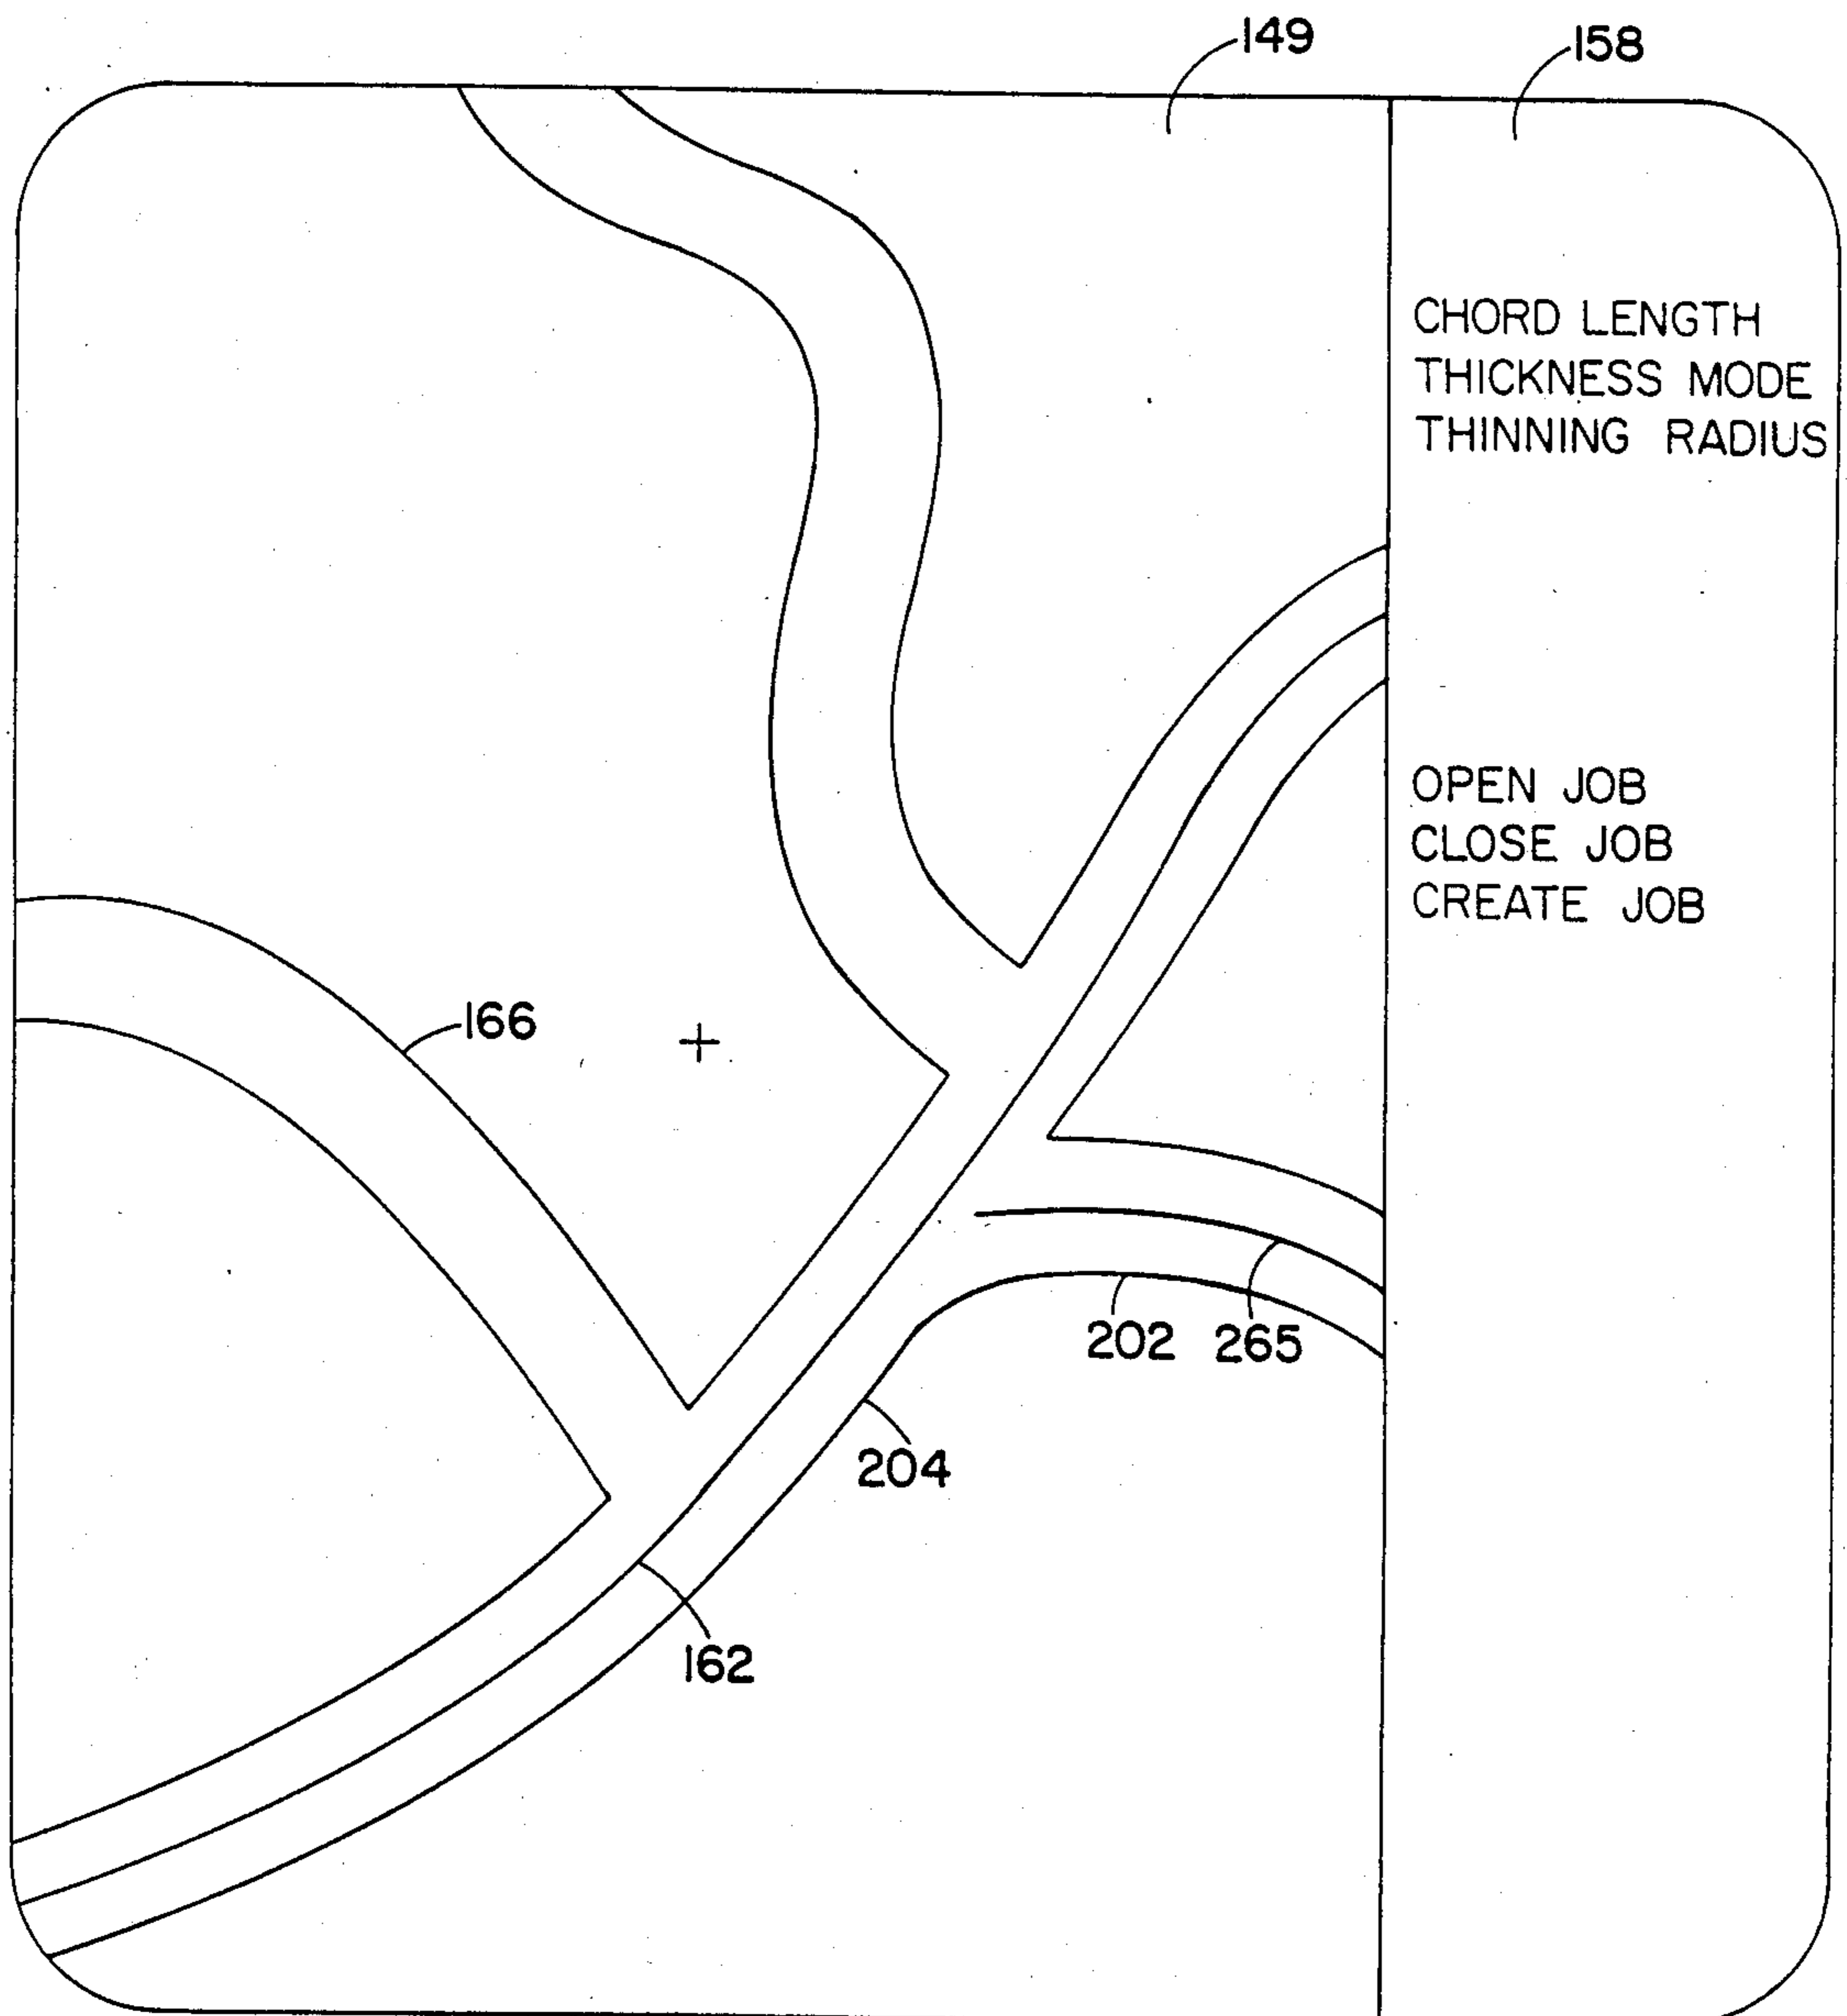 149
158
CHORD LENGTH
THICKNESS MODE
THINNING RADIUS
OPEN JOB
CLOSE JOB
CREATE JOB
166
202 265
204
162